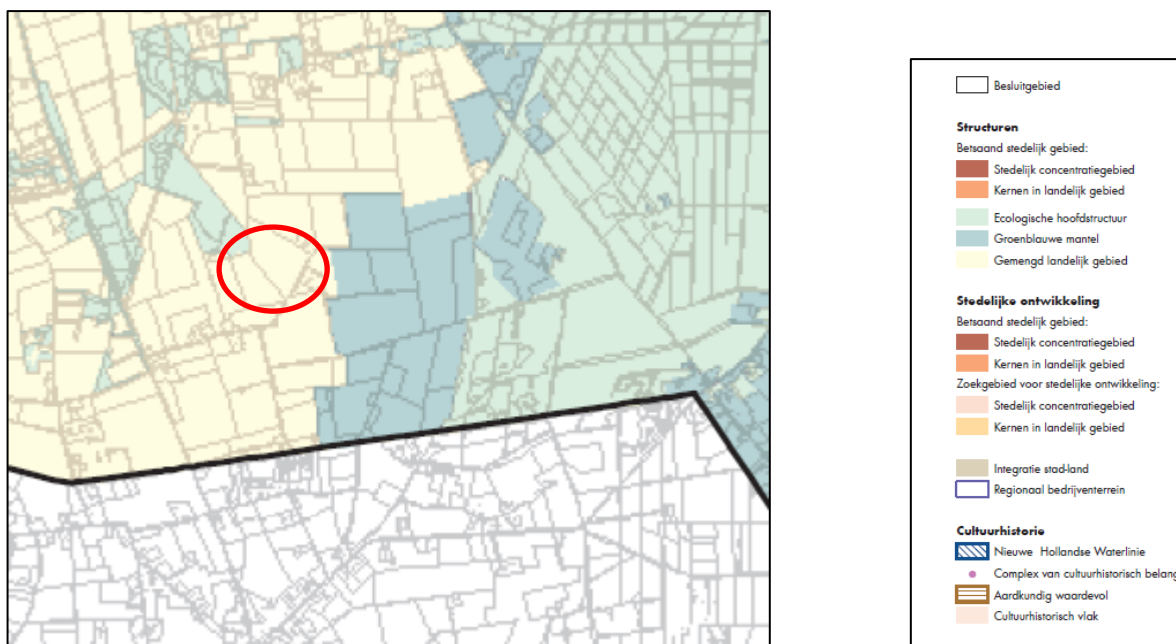 Besluitgebied
Structuren
Betsaand stedelijk gebied:
Stedelijk concentratiegebied
Kernen in landelijk gebied
Ecologische hoofdstructuur
Groenblauwe mantel
Gemengd landelijk gebied
Stedelijke ontwikkeling
Betsaand stedelijk gebied:
Stedelijk concentratiegebied
Kernen in landelijk gebied
Zoekgebied voor stedelijke ontwikkeling:
Stedelijk concentratiegebied
Kernen in landelijk gebied
Integratie stad-land
Regionaal bedrijventerrein
Cultuurhistorie
Nieuwe Hollandse Waterlinie
Complex van cultuurhistorisch belang
Aardkundig waardevol
Cultuurhistorisch vlak